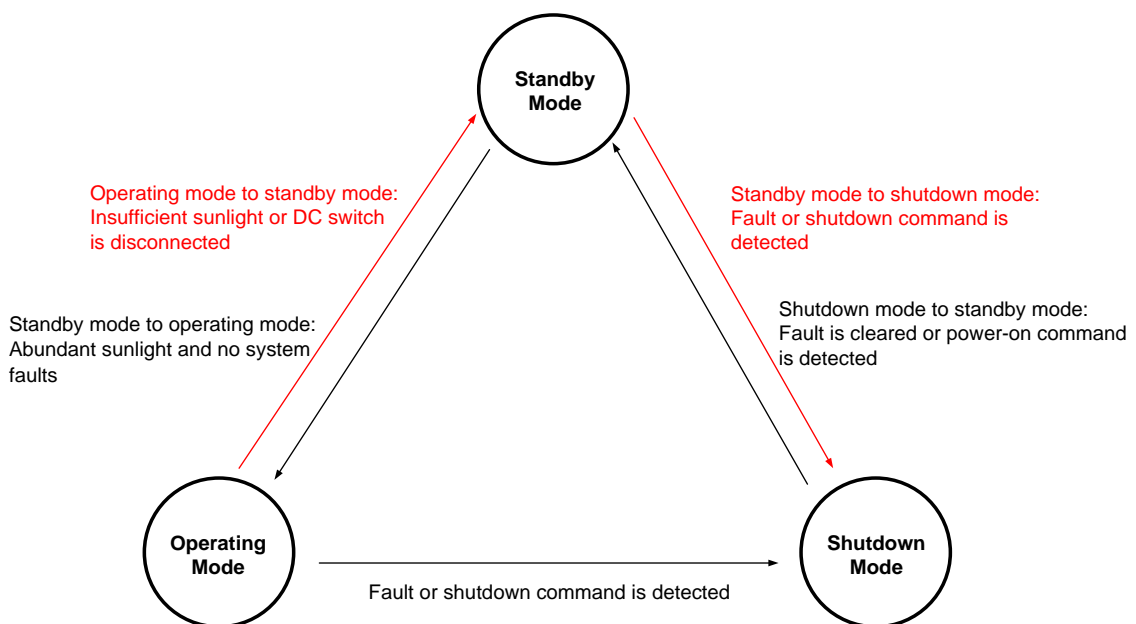 Standby
Mode
Operating mode to standby mode:
Insufficient sunlight or DC switch
is disconnected
Standby mode to shutdown mode:
Fault or shutdown command is
detected
Standby mode to operating mode:
Abundant sunlight and no system
faults
Shutdown mode to standby mode:
Fault is cleared or power-on command
is detected
Operating
Mode
Shutdown
Mode
Fault or shutdown command is detected